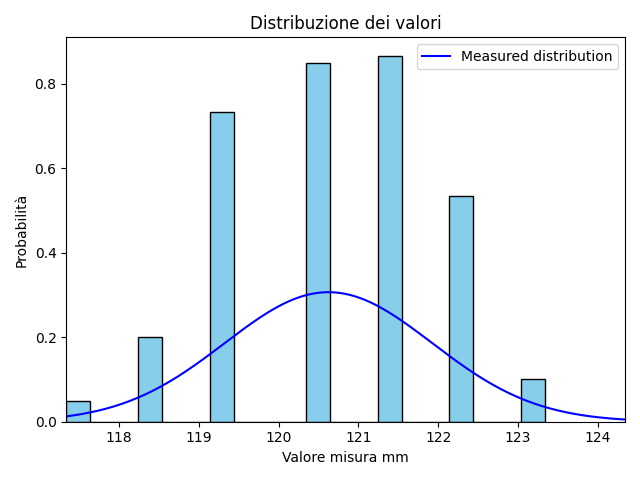 Distribuzione dei valori
Measured distribution
Probabilità
0.8
0.6
0.4
0.2
0.0
118 119 120 121 122 123 124
Valore misura mm